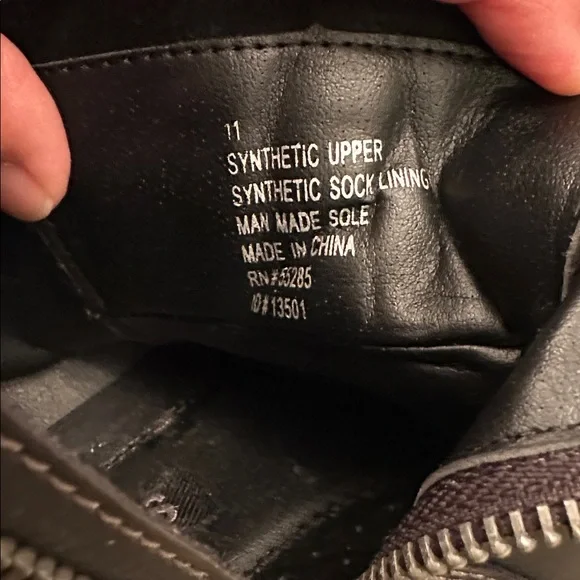 11
SYNTHETIC UPPER
SYNTHETIC SOCK LINING
MAN MADE SOLE
MADE IN CHINA
RN#55285
ID#13501